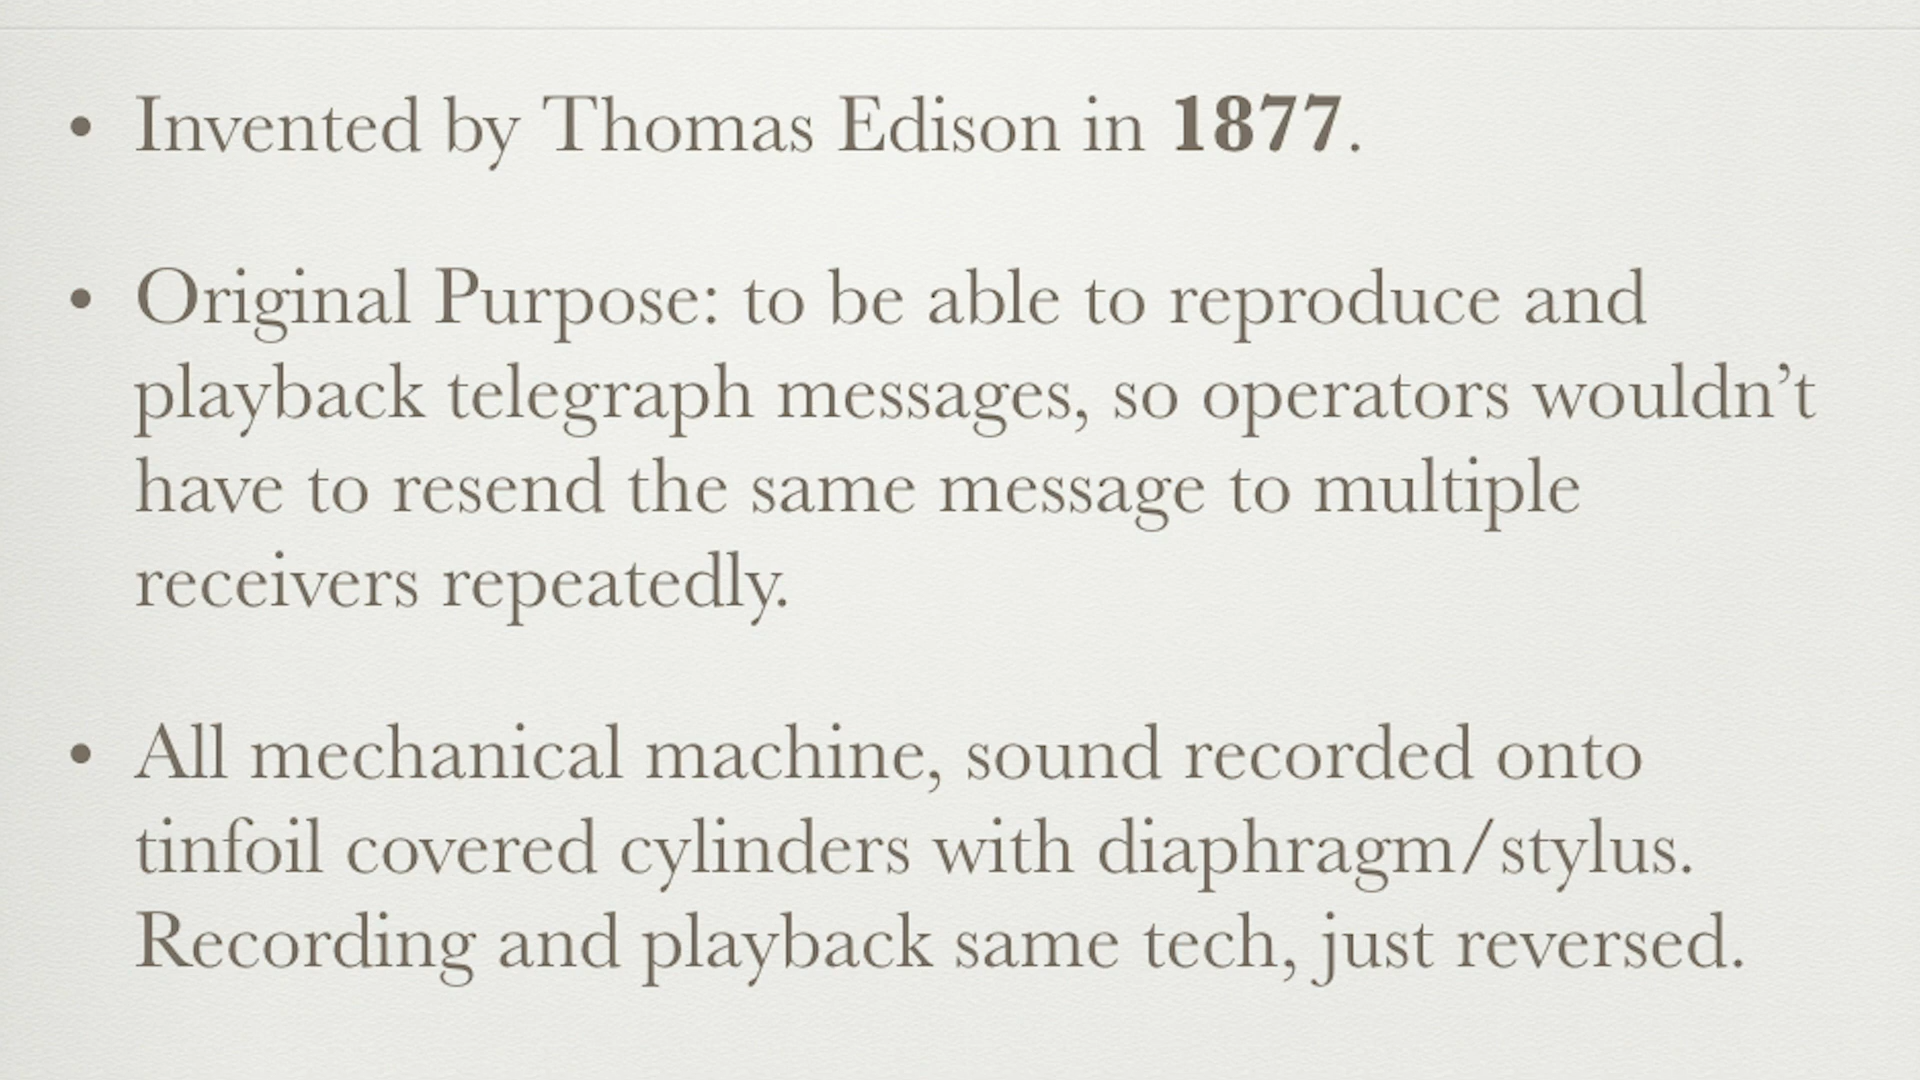 • Invented by Thomas Edison in 1877.
• Original Purpose: to be able to reproduce and
playback telegraph messages, so operators wouldn’t
have to resend the same message to multiple
receivers repeatedly.
• All mechanical machine, sound recorded onto
tinfoil covered cylinders with diaphragm/stylus.
Recording and playback same tech, just reversed.